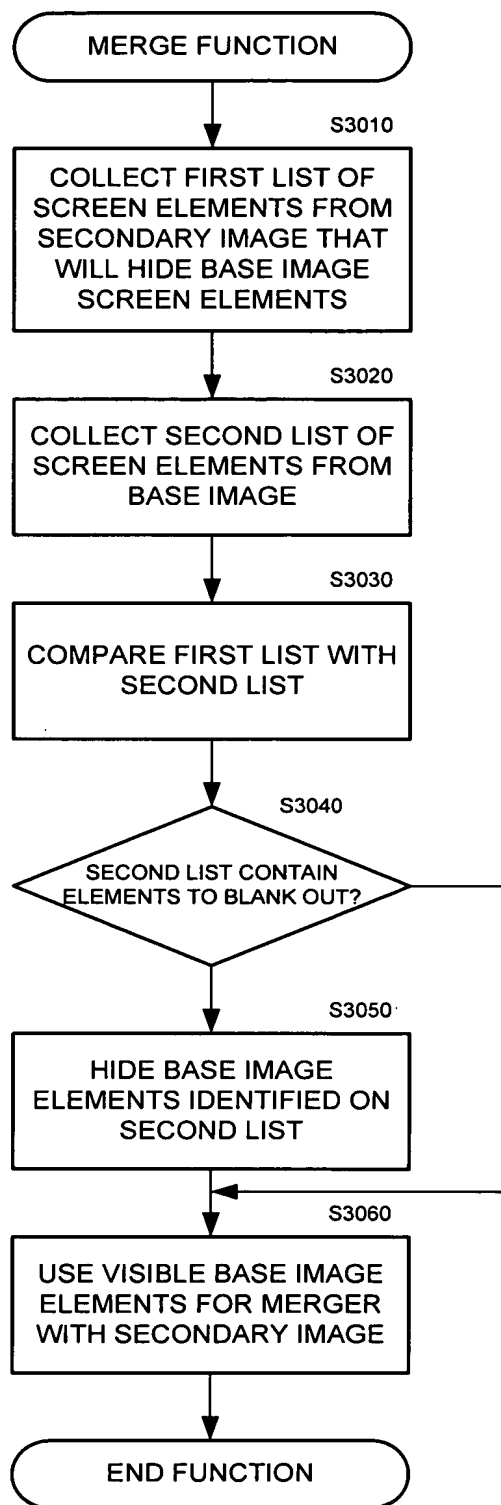 MERGE FUNCTION
S3010
COLLECT FIRST LIST OF
SCREEN ELEMENTS FROM
SECONDARY IMAGE THAT
WILL HIDE BASE IMAGE
SCREEN ELEMENTS
S3020
COLLECT SECOND LIST OF
SCREEN ELEMENTS FROM
BASE IMAGE
S3030
COMPARE FIRST LIST WITH
SECOND LIST
S3040
SECOND LIST CONTAIN
ELEMENTS TO BLANK OUT?
S3050
HIDE BASE IMAGE
ELEMENTS IDENTIFIED ON
SECOND LIST
S3060
USE VISIBLE BASE IMAGE
ELEMENTS FOR MERGER
WITH SECONDARY IMAGE
END FUNCTION